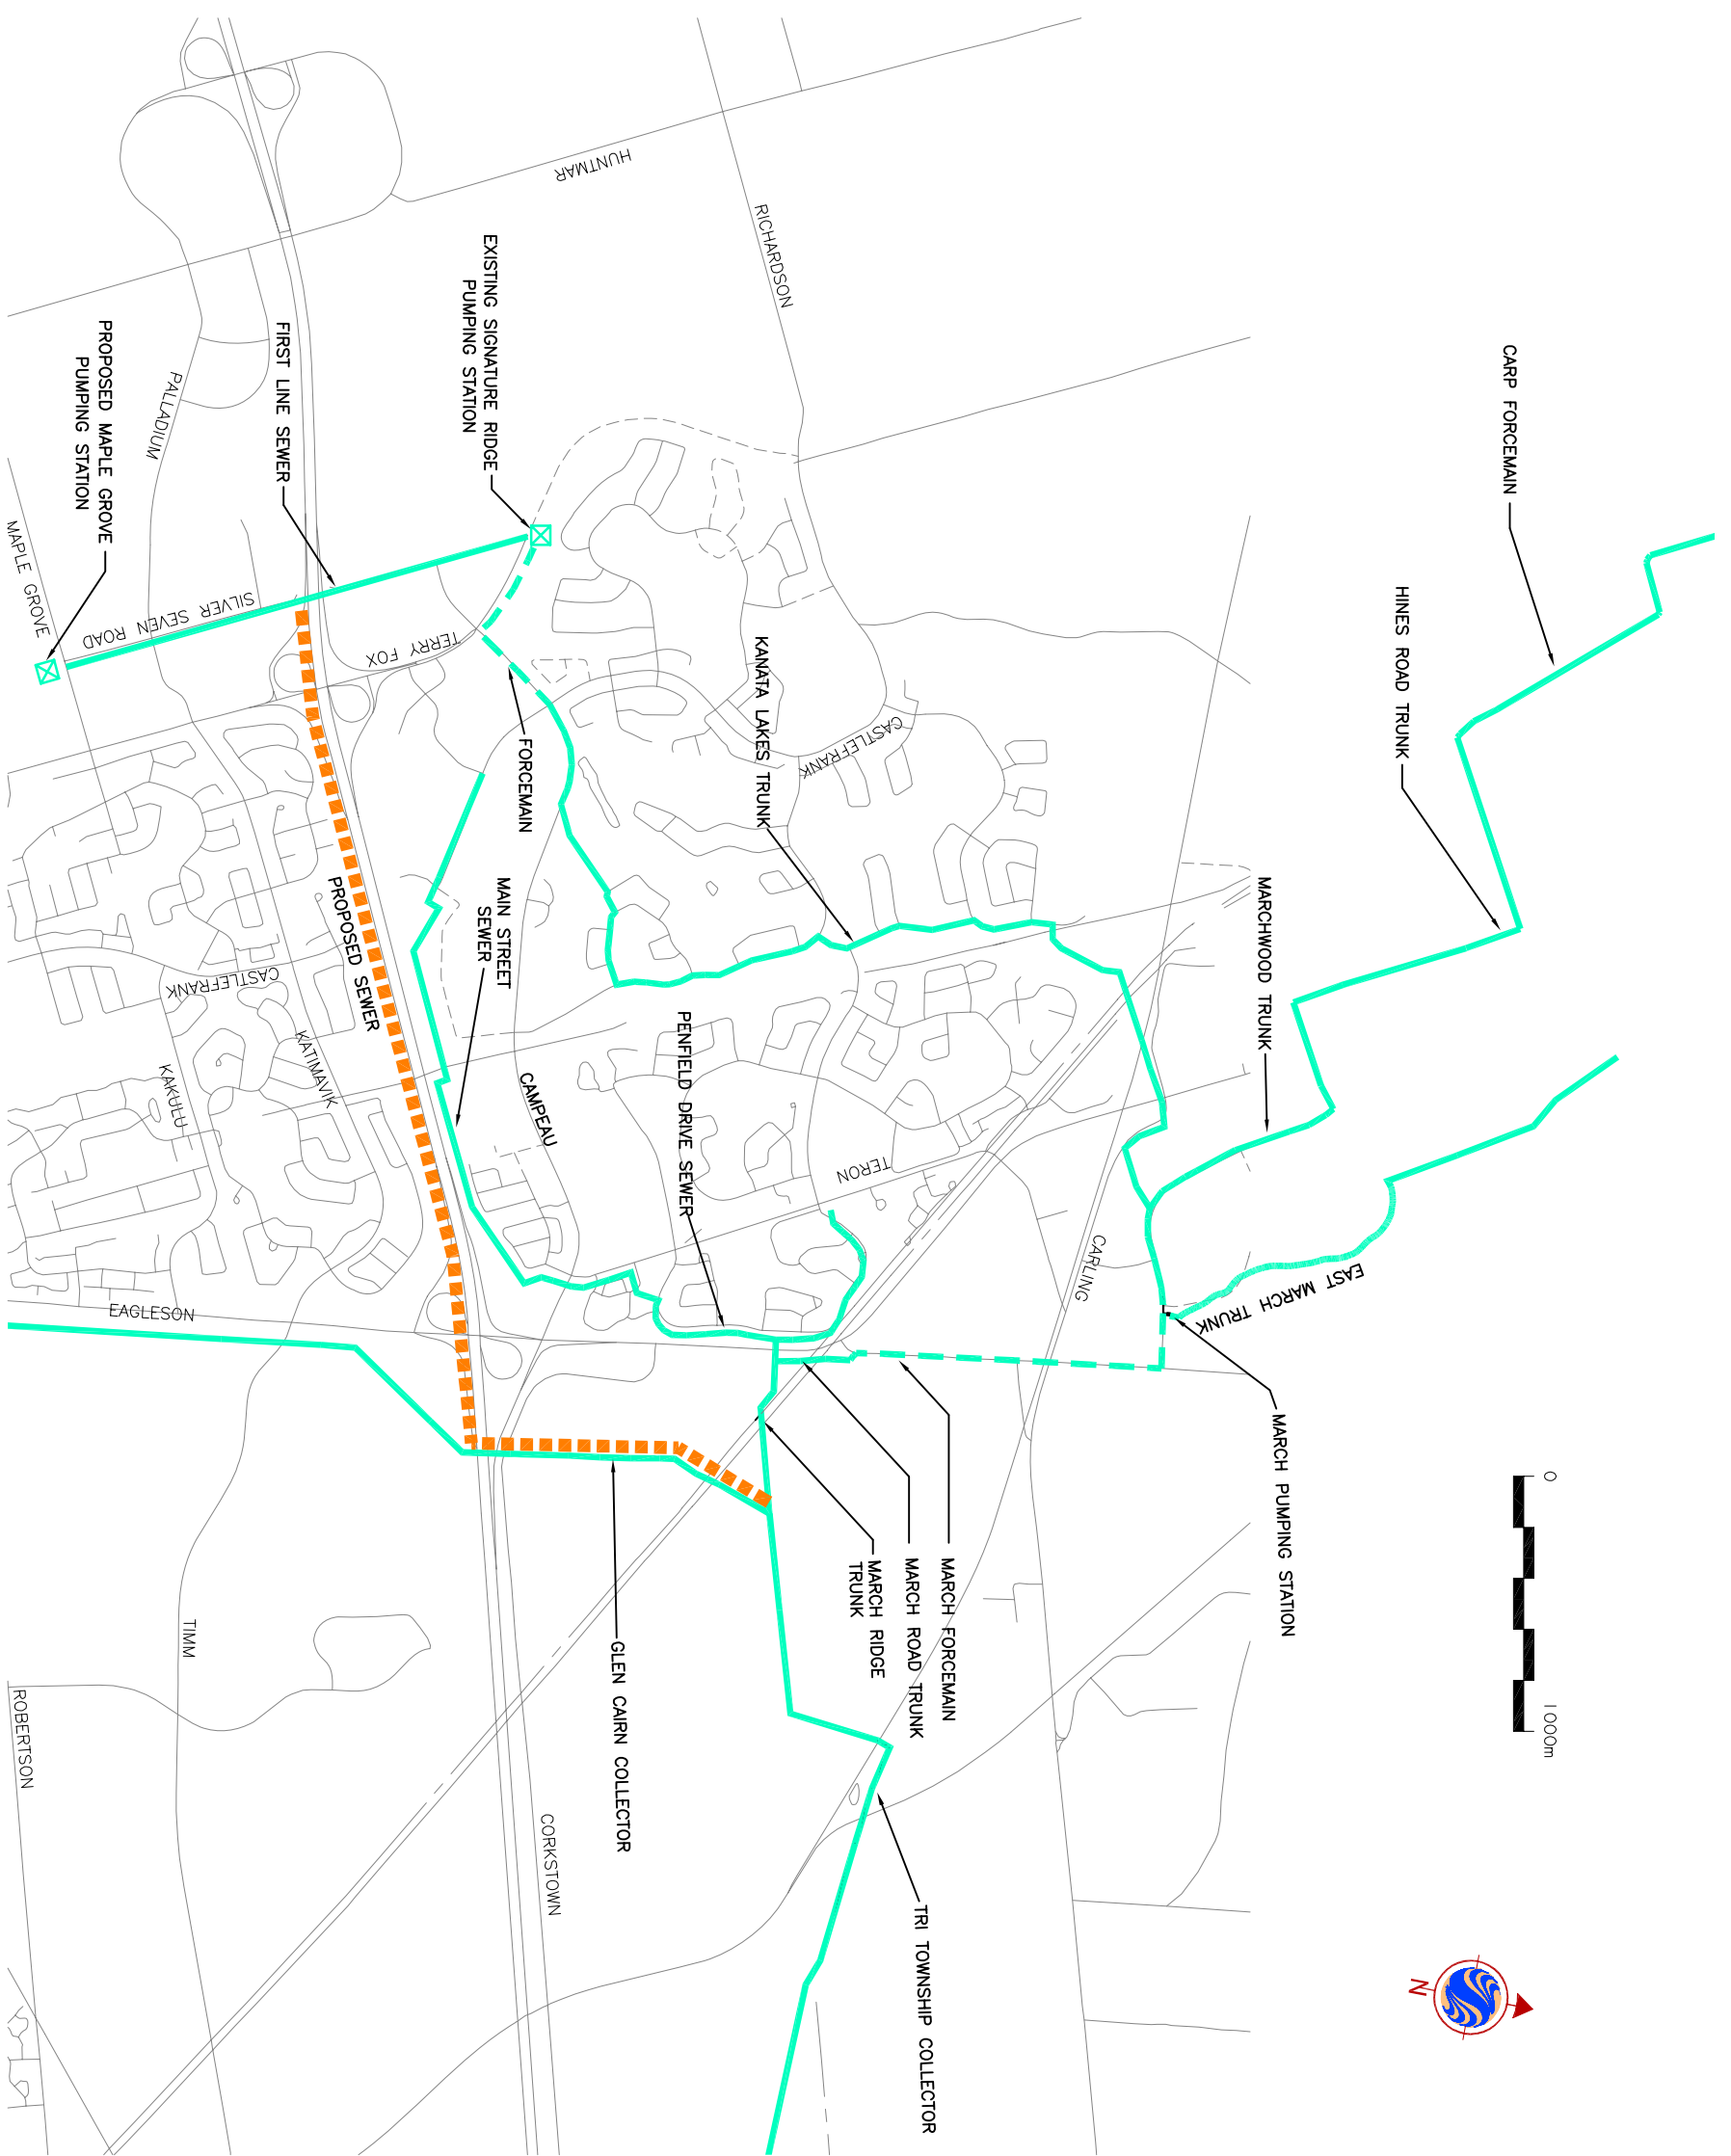 CARP FORCEMAIN
HINES ROAD TRUNK
MARCHWOOD TRUNK
EAST MARCH TRUNK
MARCH PUMPING STATION
0
1000m
N
HUNTMAR
RICHARDSON
EXISTING SIGNATURE RIDGE
PUMPING STATION
FIRST LINE SEWER
PALLADIUM
PROPOSED MAPLE GROVE
PUMPING STATION
MAPLE GROVE
SILVER SEVEN ROAD
TERRY FOX
FORCEMAIN
KANATA LAKES TRUNK
CASTLEFRANK
MAIN STREET
SEWER
PROPOSED SEWER
CASTLEFRANK
KATIMAVIK
KAKULU
CAMPEAU
PENFIELD DRIVE SEWER
TERON
CARLING
EAGLESON
MARCH FORCEMAIN
MARCH ROAD TRUNK
MARCH RIDGE
TRUNK
GLEN CAIRN COLLECTOR
TIMM
ROBERTSON
CORKSTOWN
TRI TOWNSHIP COLLECTOR